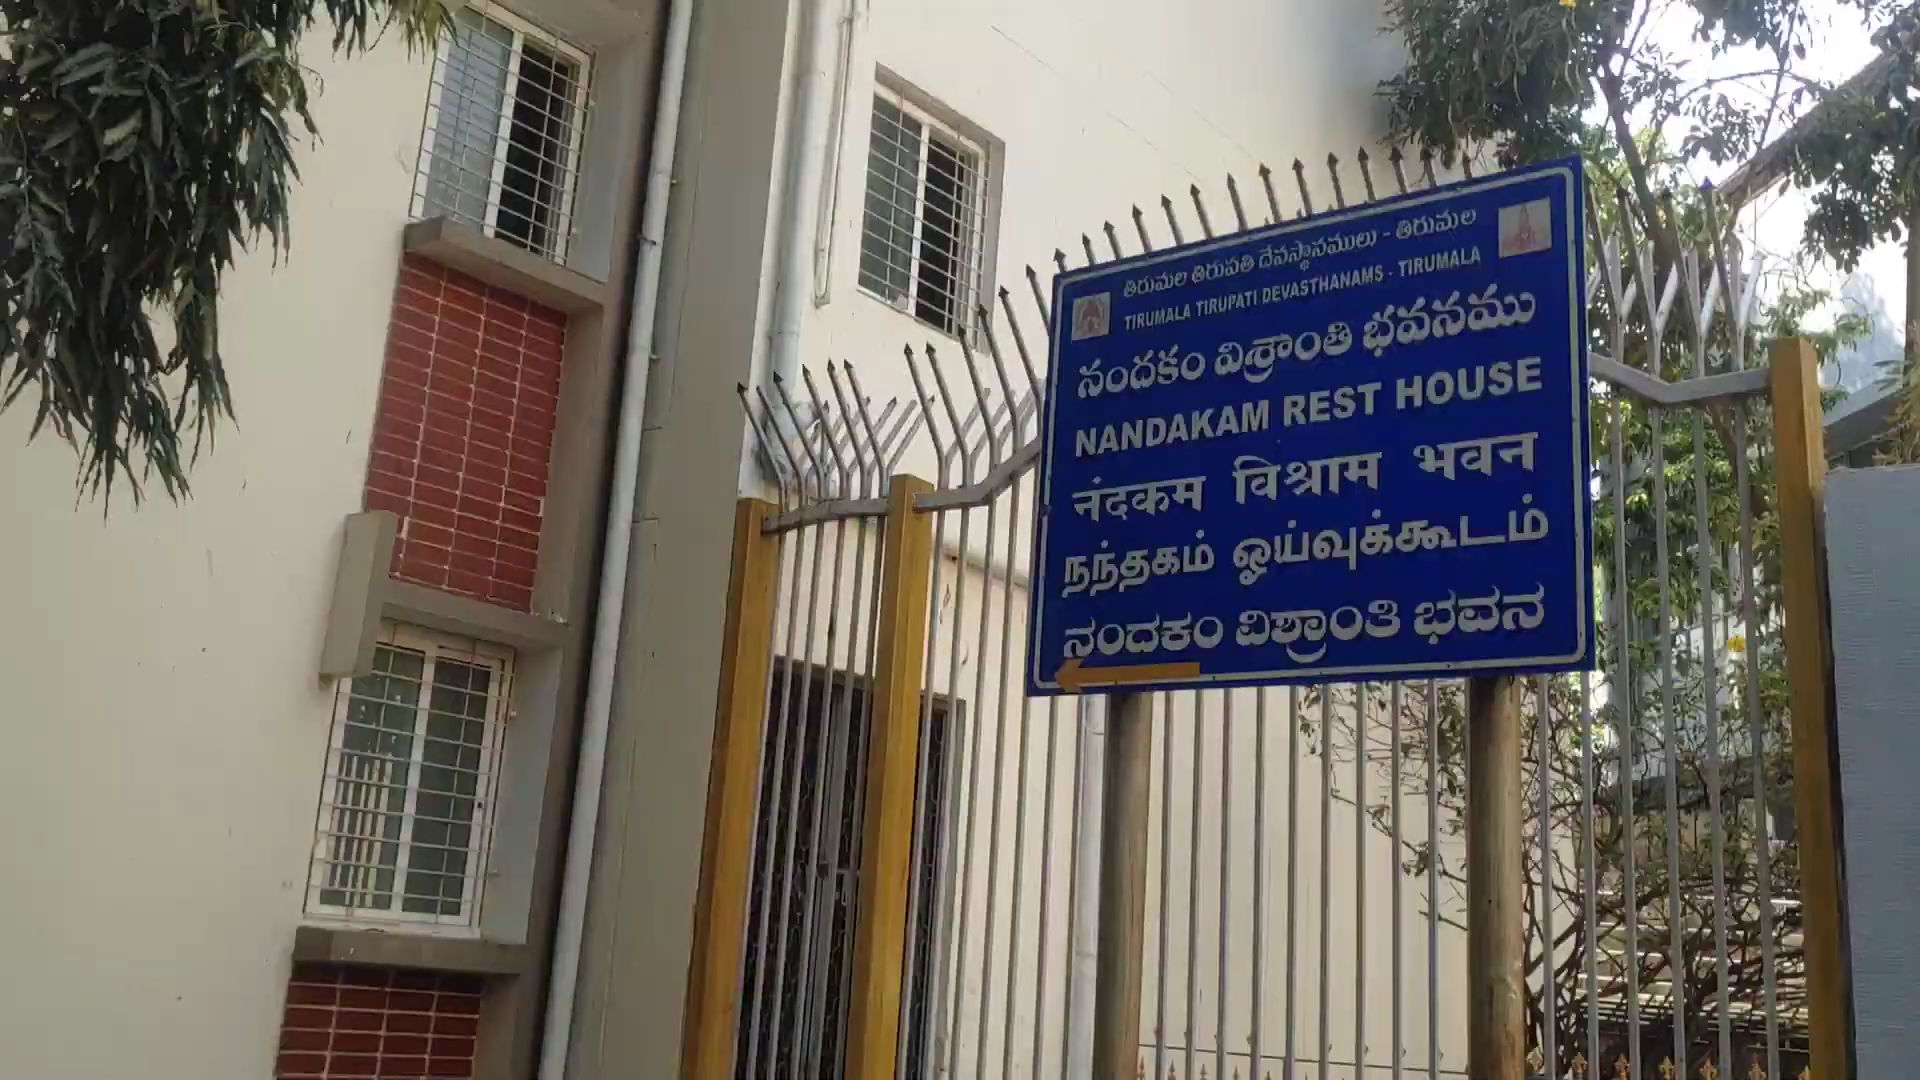 తిరుమల తిరుపతి దేవస్థానములు - తిరుమల
TIRUMALA TIRUPATI DEVASTHANAMS - TIRUMALA
నందకం విశ్రాంతి భవనము
NANDAKAM REST HOUSE
नंदकम विश्राम भवन
நந்தகம் ஓய்வுக்கூடம்
ನಂದಕಂ ವಿಶ್ರಾಂತಿ ಭವನ